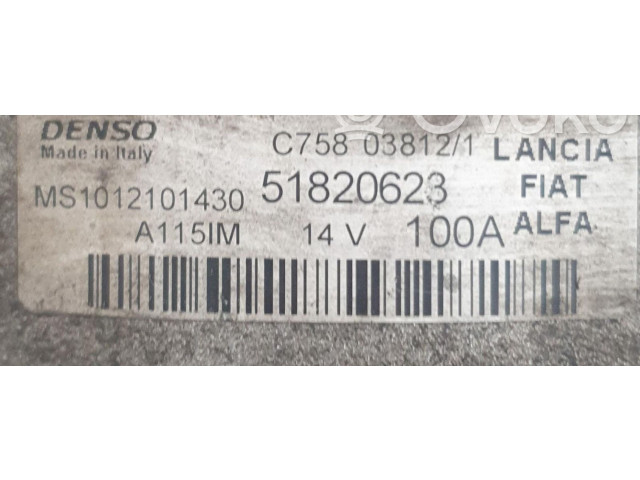 DENSO
Made in Italy
C758 03812/1 LANCIA
MS1012101430 51820623 FIAT
A115IM 14 V 100A ALFA